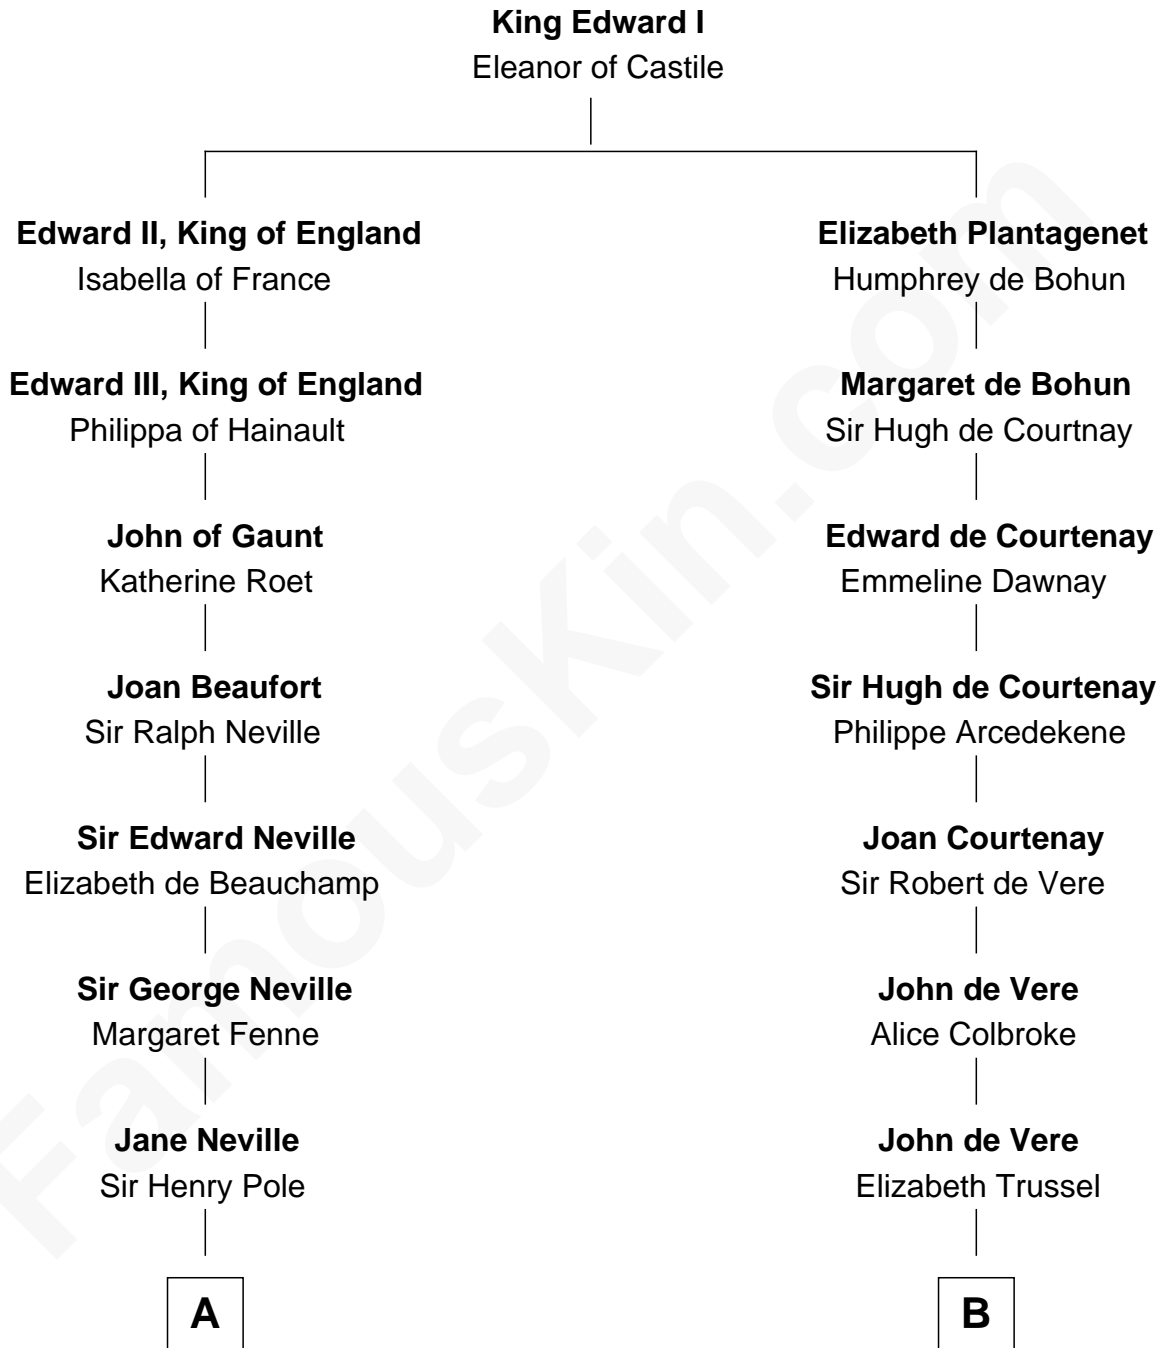 King Edward I
Eleanor of Castile
Edward II, King of England
Isabella of France
Elizabeth Plantagenet
Humphrey de Bohun
Edward III, King of England
Philippa of Hainault
Margaret de Bohun
Sir Hugh de Courtnay
John of Gaunt
Katherine Roet
Edward de Courtenay
Emmeline Dawnay
Joan Beaufort
Sir Ralph Neville
Sir Hugh de Courtenay
Philippe Arcedekene
Sir Edward Neville
Elizabeth de Beauchamp
Joan Courtenay
Sir Robert de Vere
Sir George Neville
Margaret Fenne
John de Vere
Alice Colbroke
Jane Neville
Sir Henry Pole
John de Vere
Elizabeth Trussel
A
B
FamousKin.com